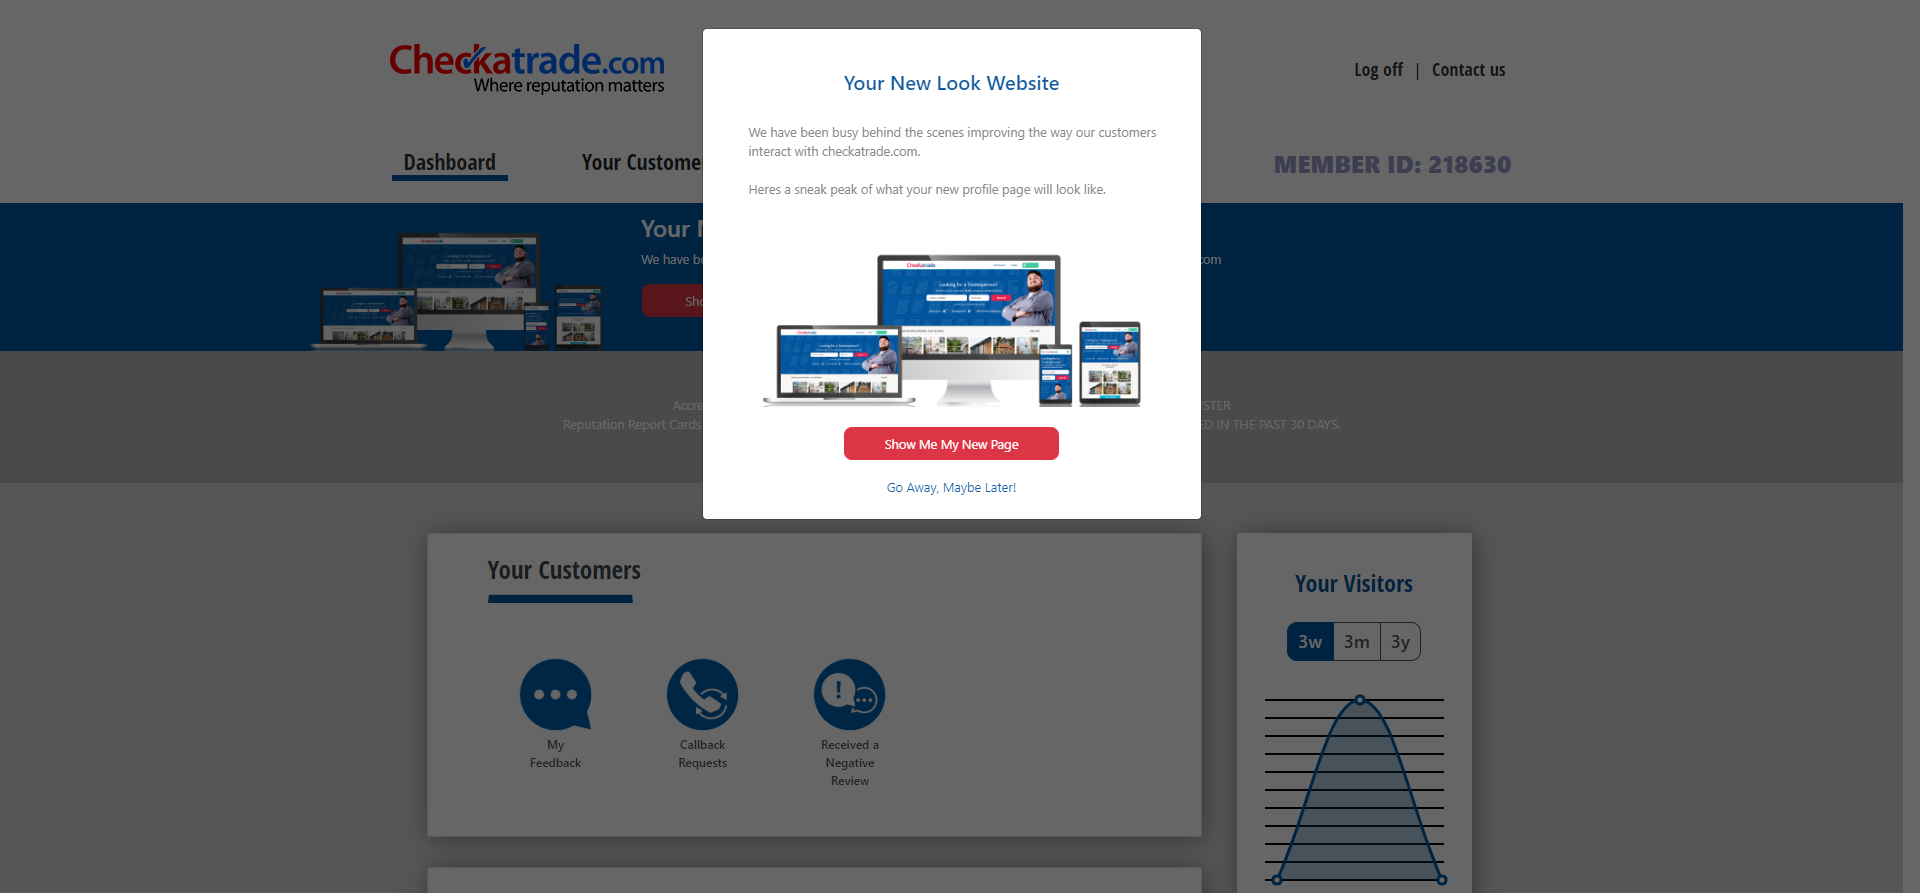 Checkatrade.com
Where reputation matters
Log off | Contact us
Dashboard
Your Custome
MEMBER ID: 218630
Your New Look Website
We have been busy behind the scenes improving the way our customers
interact with checkatrade.com.
Heres a sneak peak of what your new profile page will look like.
Looking for a Tradesperson?
Show Me My New Page
Go Away, Maybe Later!
Your
We have be
com
Sho
Accre
STER
Reputation Report Cards
D IN THE PAST 30 DAYS.
Your Customers
My
Feedback
Callback
Requests
Received a
Negative
Review
Your Visitors
3w 3m 3y